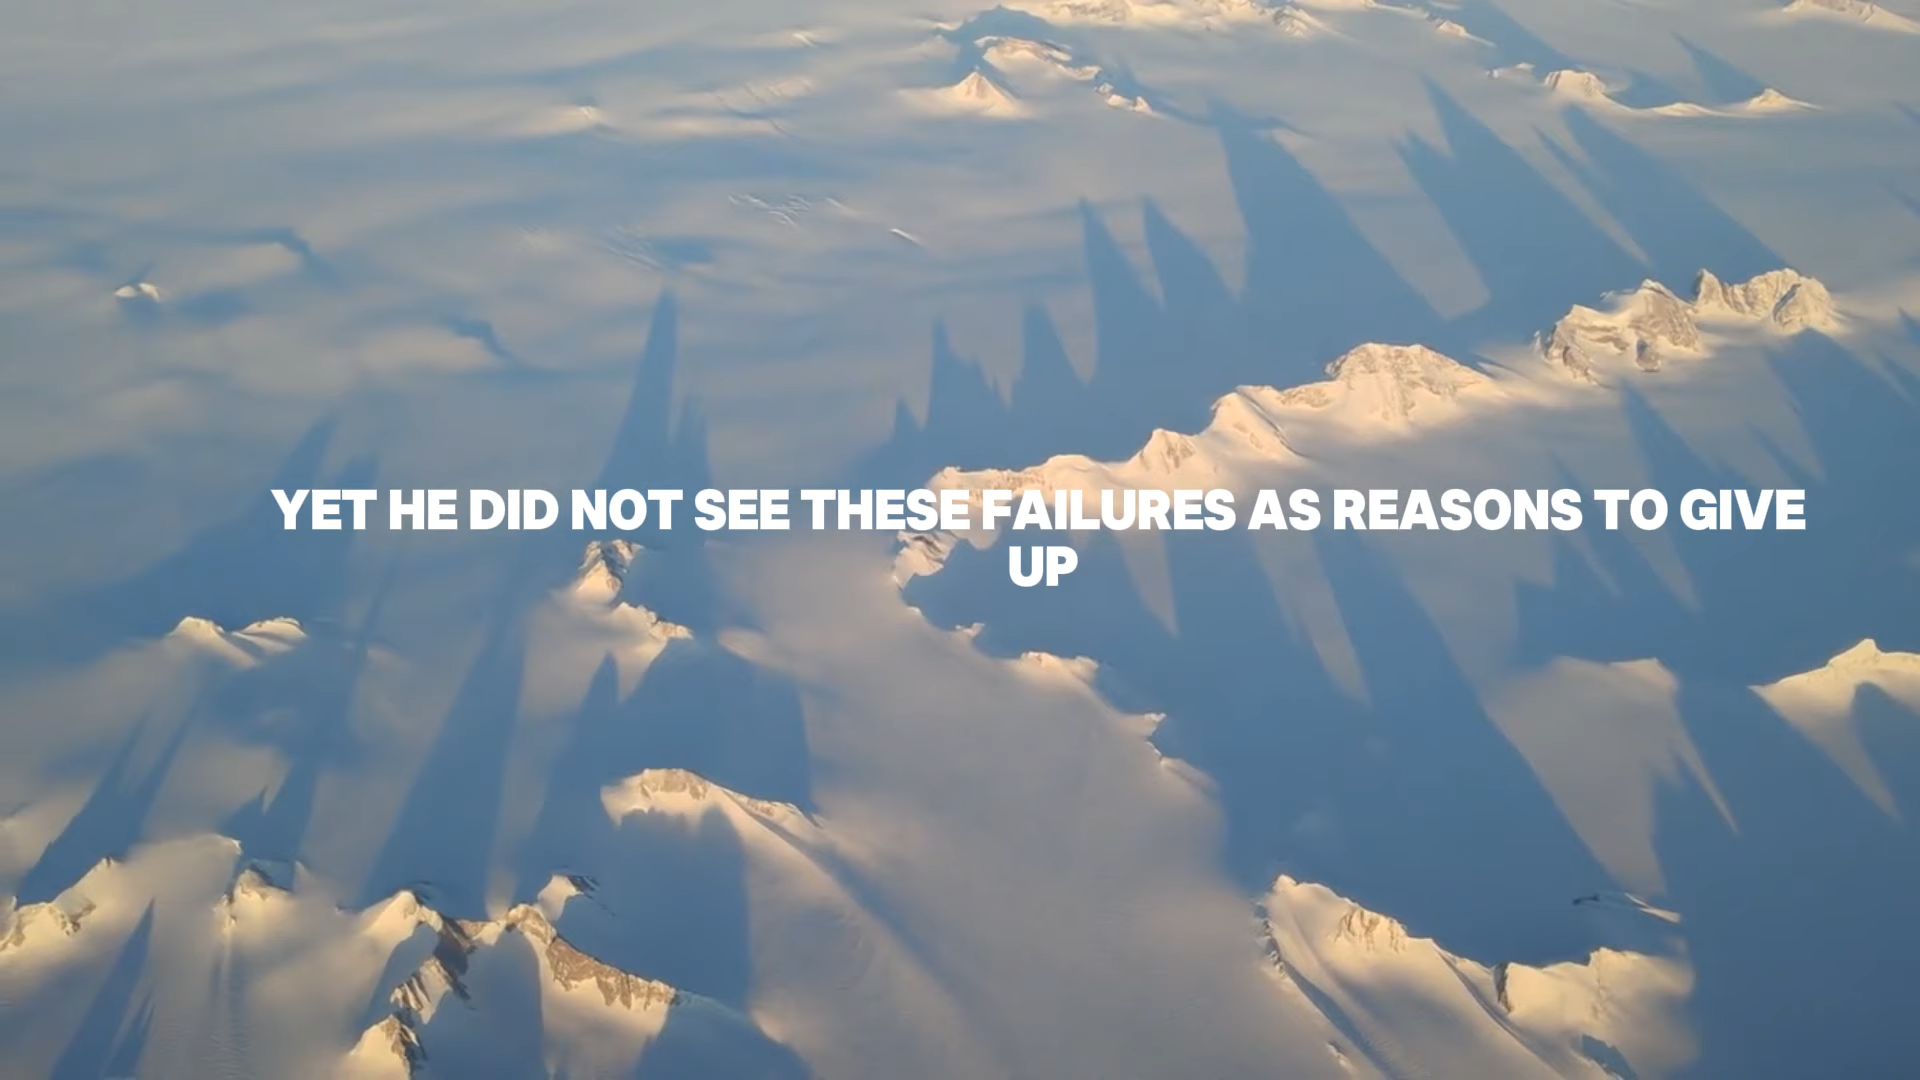 YET HE DID NOT SEE THESE FAILURES AS REASONS TO GIVE
UP